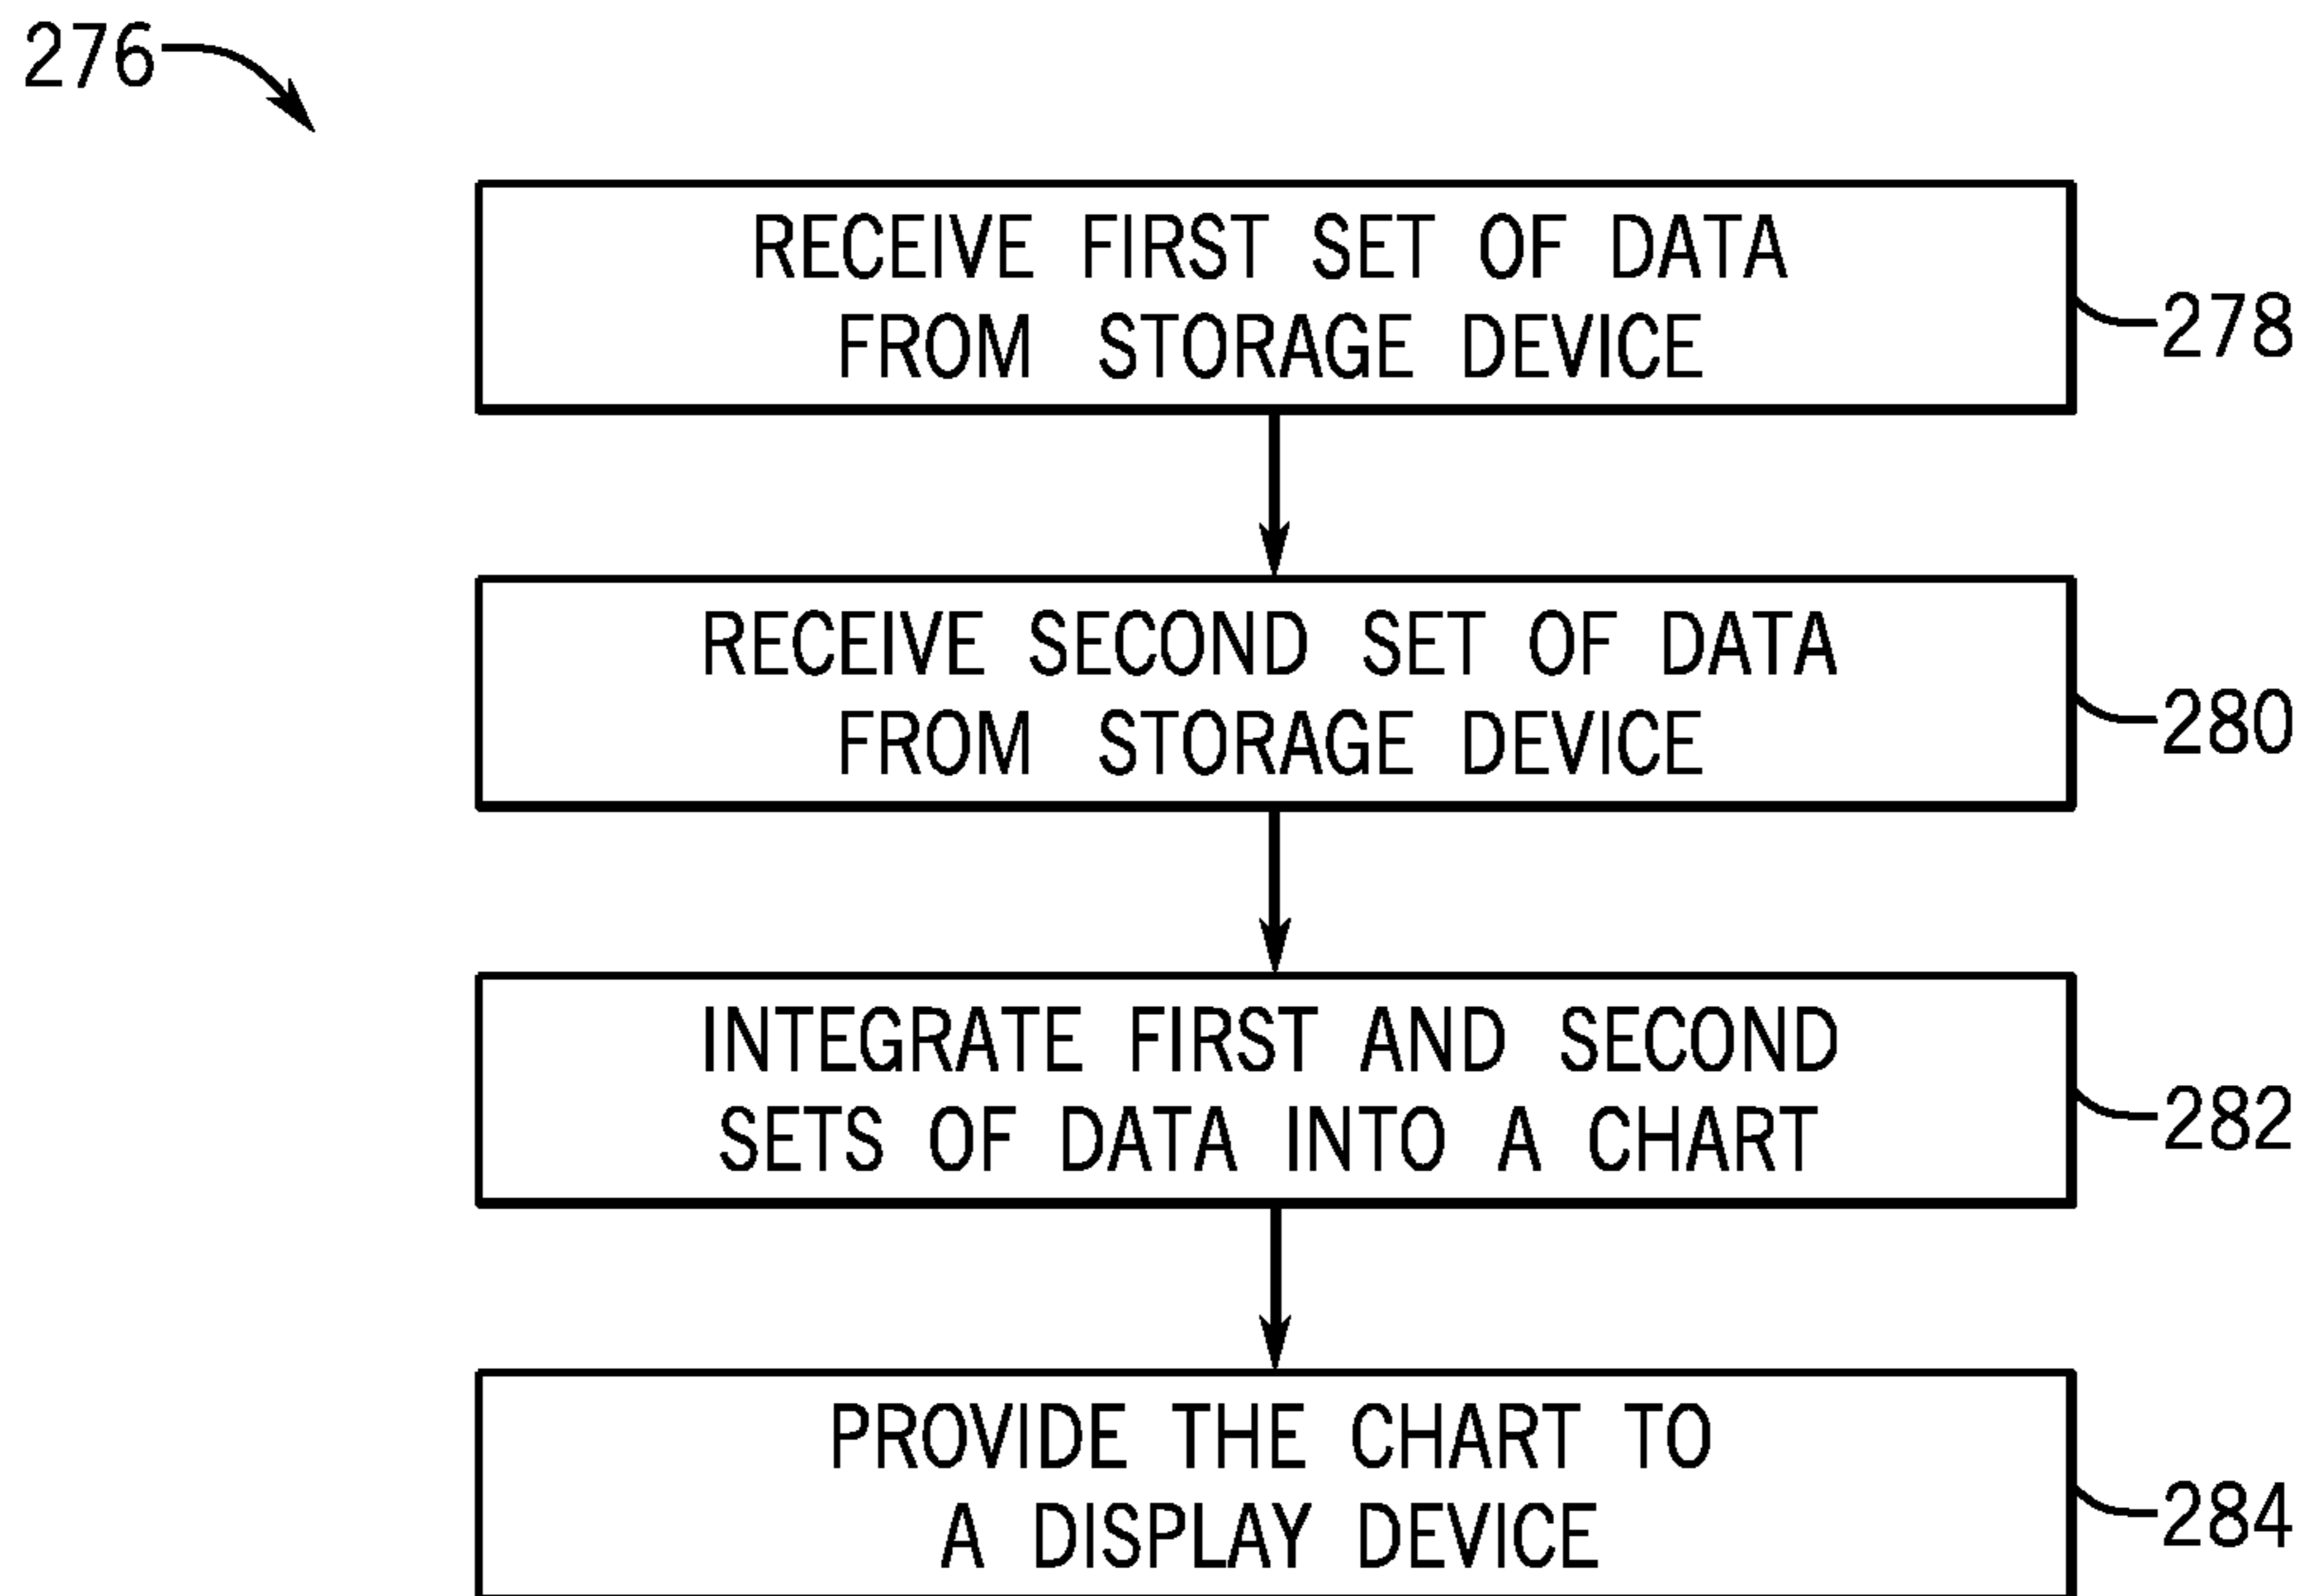 276
RECEIVE FIRST SET OF DATA
FROM STORAGE DEVICE
278
RECEIVE SECOND SET OF DATA
FROM STORAGE DEVICE
280
INTEGRATE FIRST AND SECOND
SETS OF DATA INTO A CHART
282
PROVIDE THE CHART TO
A DISPLAY DEVICE
284